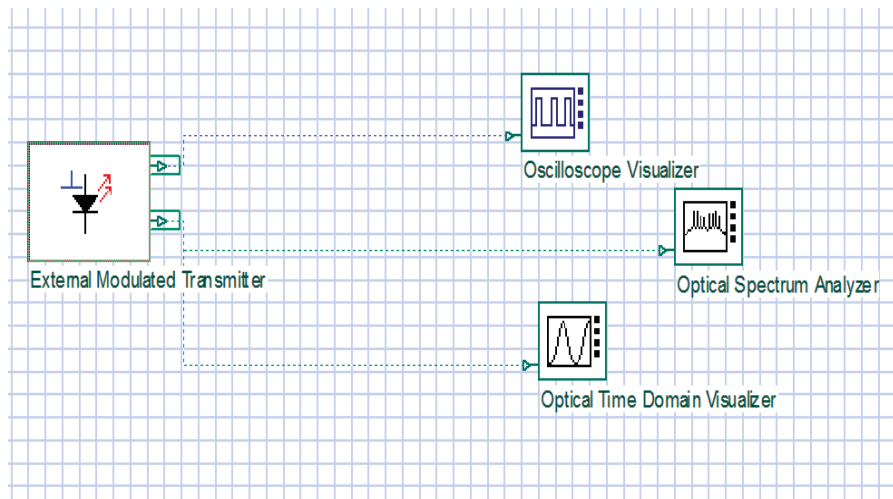 Oscilloscope Visualizer
External Modulated Transmitter
Optical Spectrum Analyzer
Optical Time Domain Visualizer